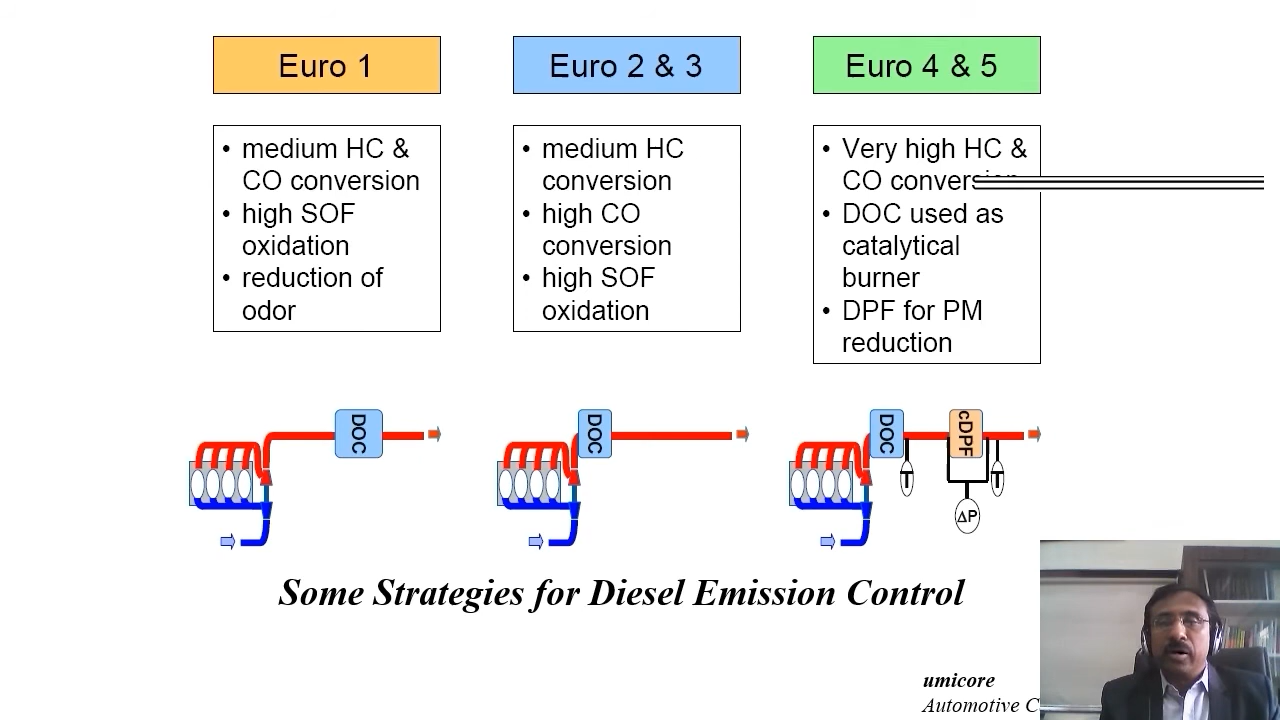 Euro 1
Euro 2 & 3
Euro 4 & 5
• medium HC &
CO conversion
• high SOF
oxidation
• reduction of
odor
• medium HC
conversion
• high CO
conversion
• high SOF
oxidation
• Very high HC &
CO conversion
• DOC used as
catalytical
burner
• DPF for PM
reduction
DOC
DOC
DOC
cDPF
T
T
ΔP
Some Strategies for Diesel Emission Control
umicore
Automotive C